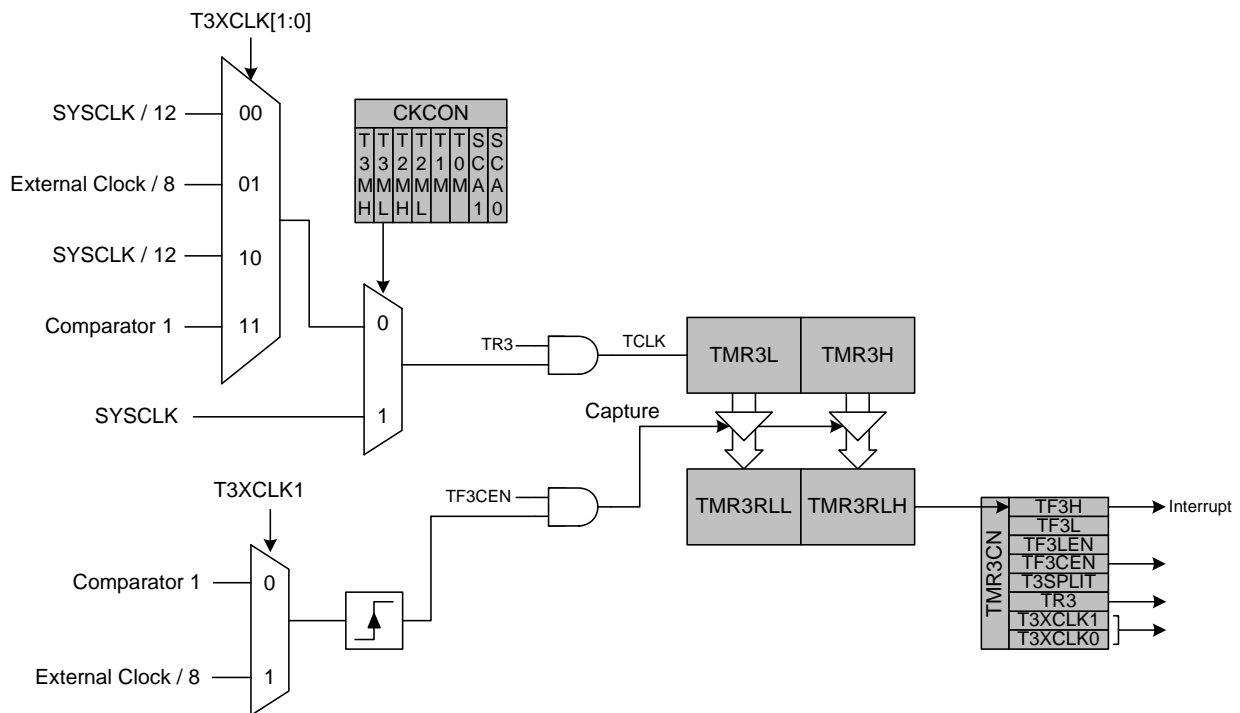 T3XCLK[1:0]
SYSCLK / 12
00
External Clock / 8
01
SYSCLK / 12
10
Comparator 1
11
CKCON
T3MH
T3ML
T2MH
T2ML
T1M
T0M
SCA1
SCA0
0
SYSCLK
1
TR3
TCLK
TMR3L
TMR3H
Capture
TMR3RLL
TMR3RLH
T3XCLK1
TF3CEN
Comparator 1
0
External Clock / 8
1
TMR3CN
TF3H
TF3L
TF3LEN
TF3CEN
T3SPLIT
TR3
T3XCLK1
T3XCLK0
Interrupt